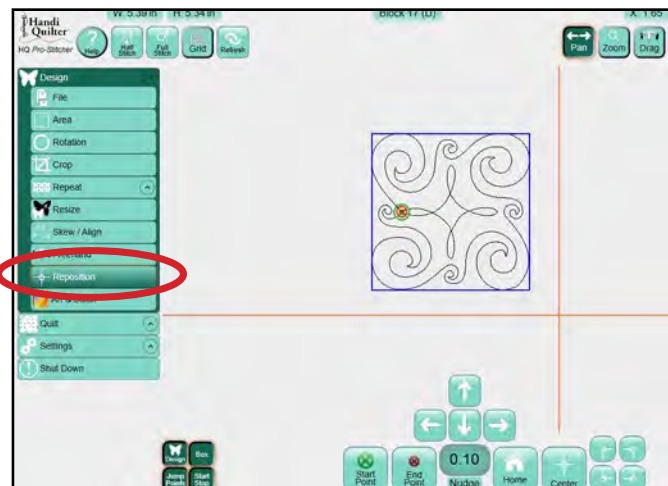 W: 5.39 in H: 5.34 in Block 17 (D) X: 1.65
Handi
Quilter
HQ Pro-Stitcher
Help
Half
Stitch
Full
Stitch
Grid
Refresh
Pan
Zoom
Drag
Design
File
Area
Rotation
Crop
Repeat
Resize
Skew / Align
Reposition
Quilt
Settings
Shut Down
Design
Box
Jump
Points
Start
Stop
Start
Point
End
Point
0.10
Nudge
Home
Center